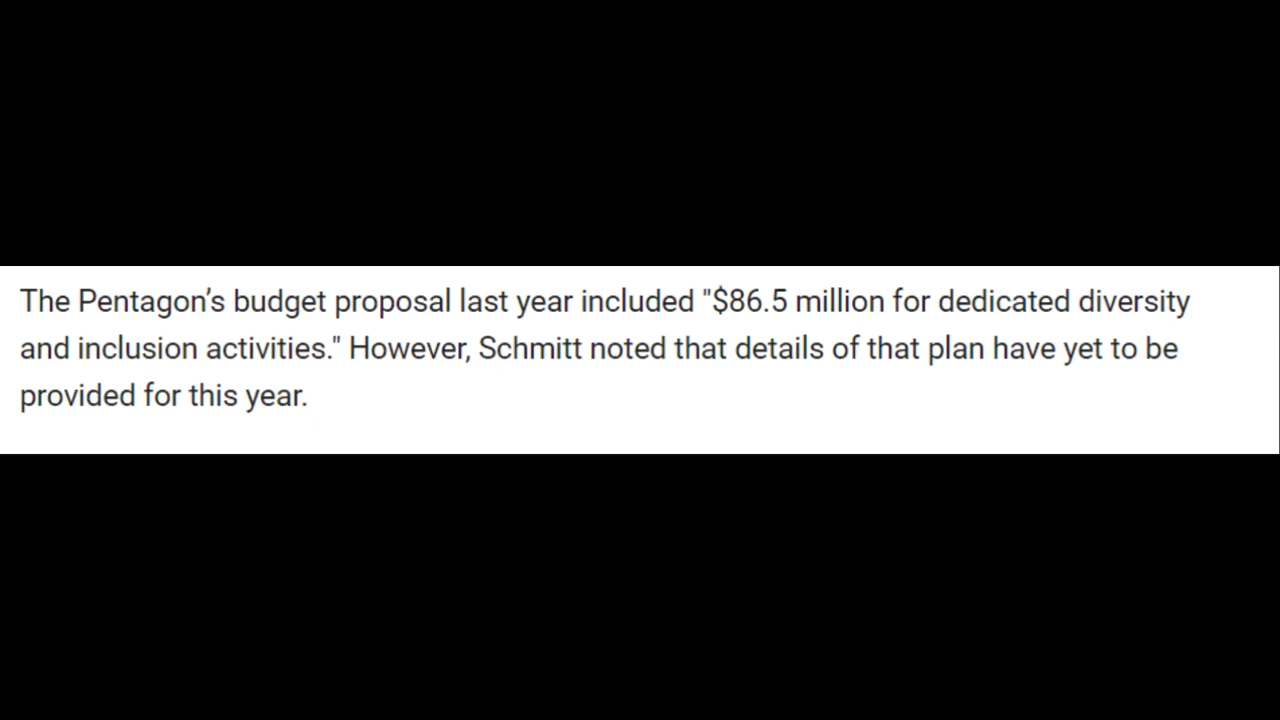 The Pentagon’s budget proposal last year included "$86.5 million for dedicated diversity
and inclusion activities." However, Schmitt noted that details of that plan have yet to be
provided for this year.